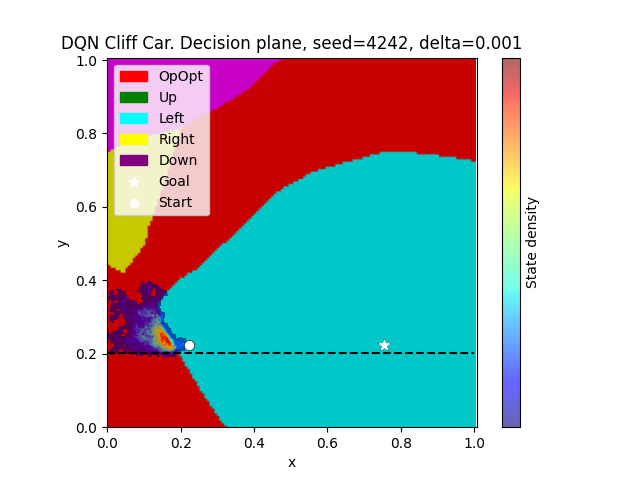 DQN Cliff Car. Decision plane, seed=4242, delta=0.001
OpOpt
Up
Left
Right
Down
Goal
Start
1.0
0.8
0.6
0.4
0.2
0.0
y
0.0 0.2 0.4 0.6 0.8 1.0
x
State density